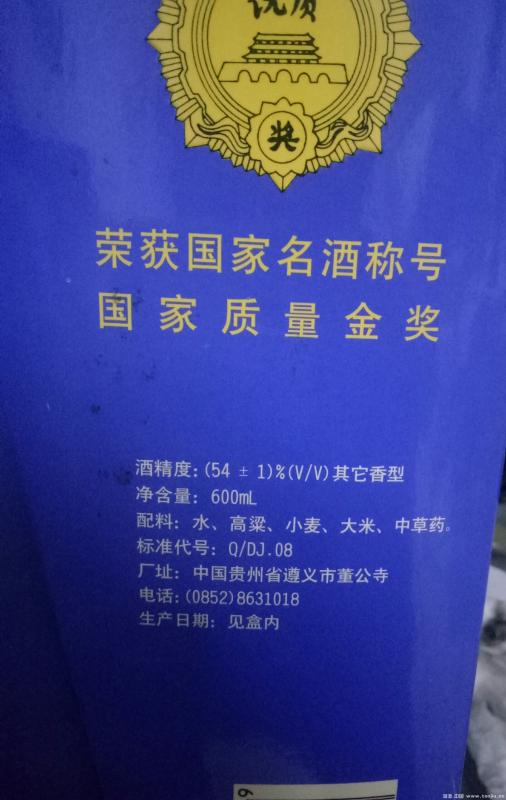 优质
奖
荣获国家名酒称号
国家质量金奖
酒精度:(54 ± 1)%(V/V)其它香型
净含量: 600mL
配料: 水、高粱、小麦、大米、中草药。
标准代号: Q/DJ.08
厂址: 中国贵州省遵义市董公寺
电话:(0852)8631018
生产日期: 见盒内
6